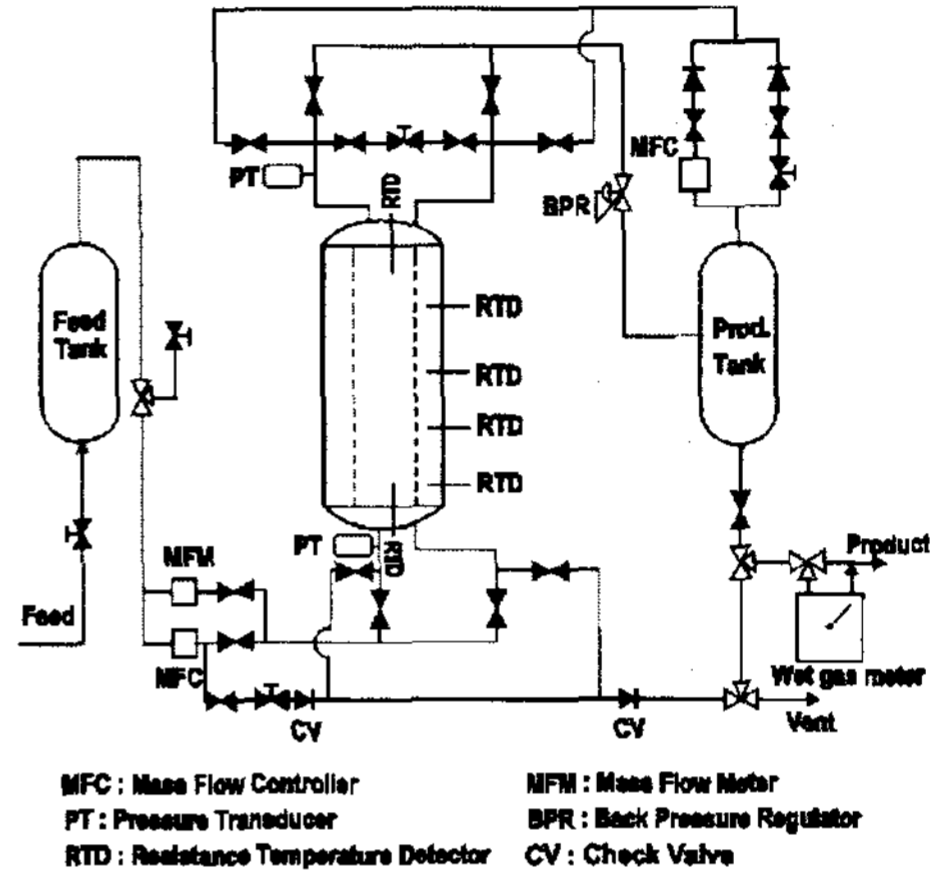 MFC
PT
RTD
BPR
RTD
Feed
Tank
Prod.
Tank
RTD
RTD
RTD
PT
RTD
MFM
Product
Feed
MFC
Wet gas meter
CV
CV
Vent
MFC : Mass Flow Controller
MFM : Mass Flow Meter
PT : Pressure Transducer
BPR : Back Pressure Regulator
RTD : Resistance Temperature Detector
CV : Check Valve